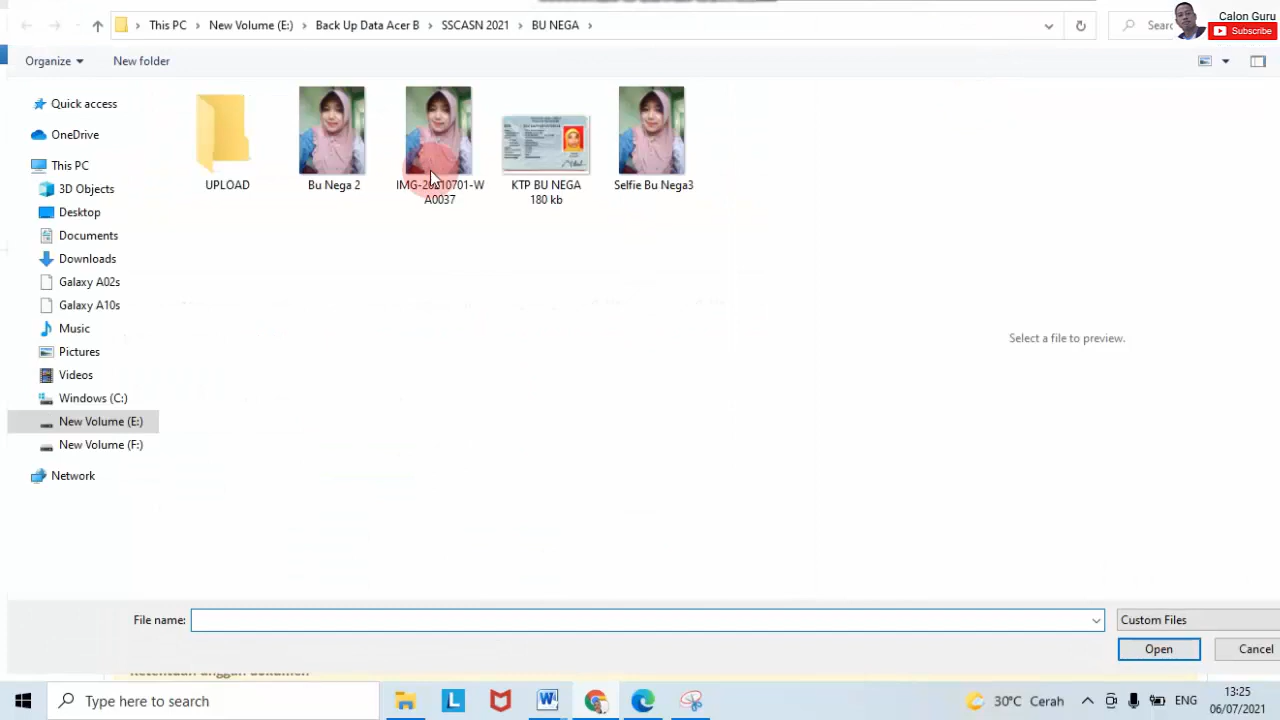 This PC > New Volume (E:) > Back Up Data Acer B > SSCASN 2021 > BU NEGA >
Calon Guru
Subscribe
Organize
New folder
Quick access
OneDrive
This PC
3D Objects
Desktop
Documents
Downloads
Galaxy A02s
Galaxy A10s
Music
Pictures
Videos
Windows (C:)
New Volume (E:)
New Volume (F:)
Network
UPLOAD
Bu Nega 2
IMG-20210701-W
A0037
KTP BU NEGA
180 kb
Selfie Bu Nega3
Select a file to preview.
File name:
Custom Files
Open
Cancel
Type here to search
30°C Cerah
ENG
13:25
06/07/2021